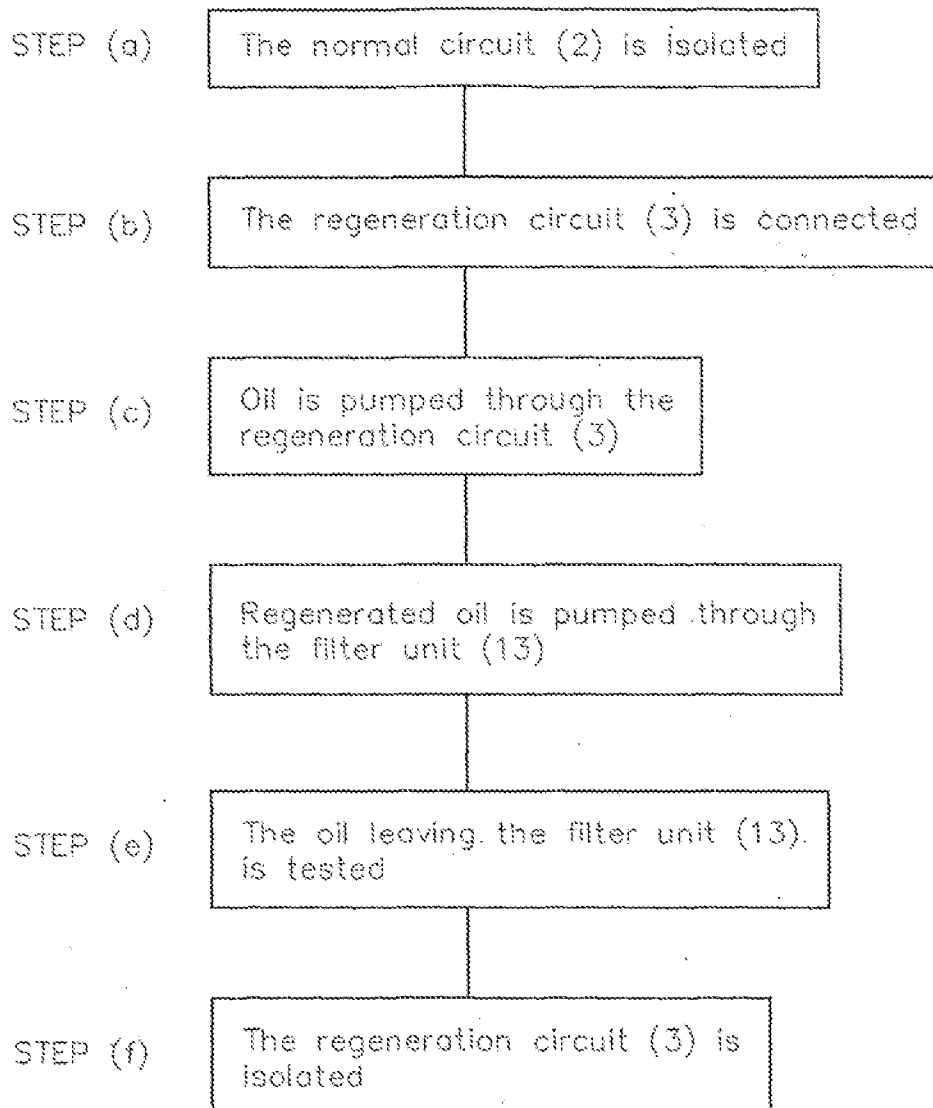 STEP (a)
The normal circuit (2) is isolated
STEP (b)
The regeneration circuit (3) is connected
STEP (c)
Oil is pumped through the
regeneration circuit (3)
STEP (d)
Regenerated oil is pumped through
the filter unit (13)
STEP (e)
The oil leaving the filter unit (13)
is tested
STEP (f)
The regeneration circuit (3) is
isolated